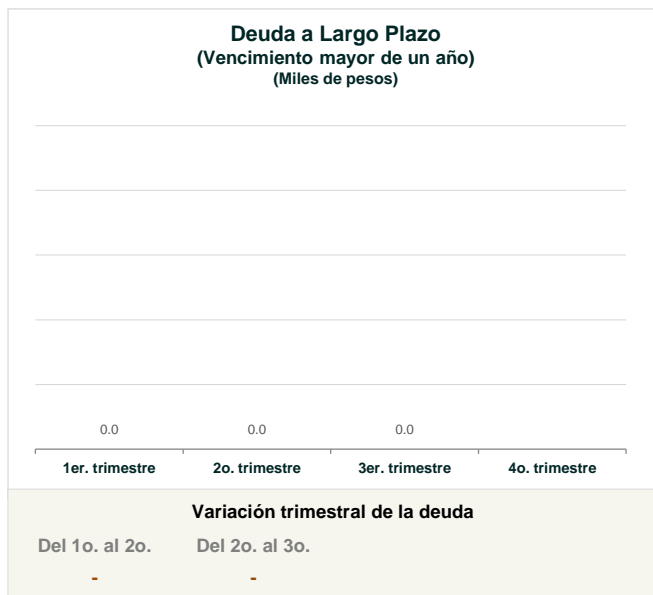 Deuda a Largo Plazo
(Vencimiento mayor de un año)
(Miles de pesos)
0.0 0.0 0.0
1er. trimestre 2o. trimestre 3er. trimestre 4o. trimestre
Variación trimestral de la deuda
Del 1o. al 2o. Del 2o. al 3o.
- -